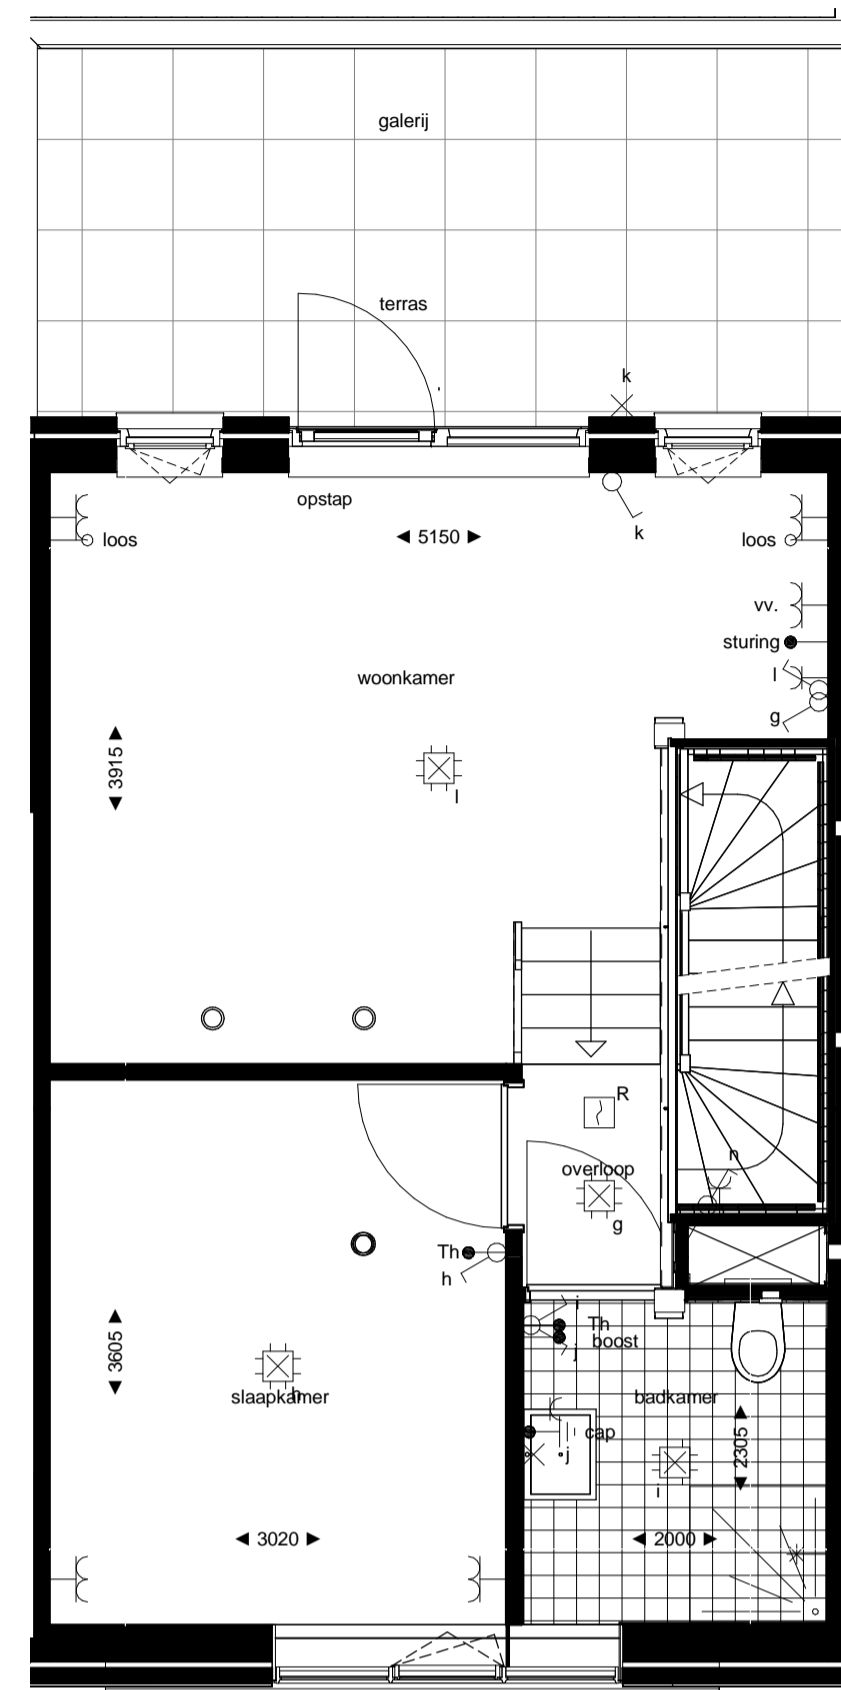 galerij
terras
k
opstap
k
loos
5150
loos
vv.
sturing
woonkamer
l
g
3915
l
R
n
overloop
g
Th
h
i
Th
boost
j
3605
h
slaapkamer
badkamer
cap
j
2305
i
3020
2000